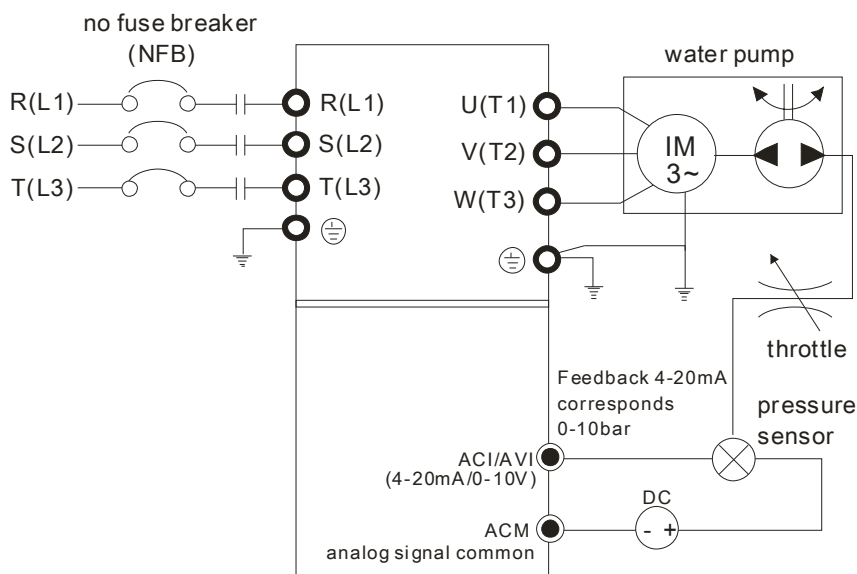 no fuse breaker
(NFB)
R(L1)
S(L2)
T(L3)
R(L1)
S(L2)
T(L3)
U(T1)
V(T2)
W(T3)
water pump
IM
3~
throttle
Feedback 4-20mA
corresponds
0-10bar
pressure
sensor
ACI/AVI
(4-20mA/0-10V)
DC
- +
ACM
analog signal common